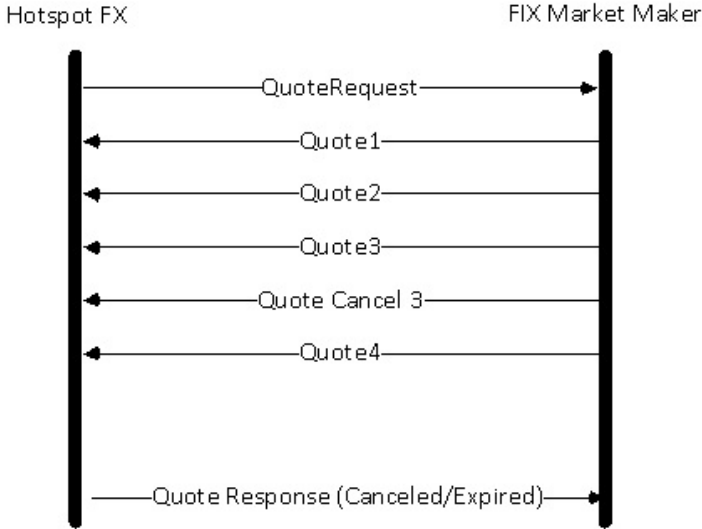 Hotspot FX
FIX Market Maker
QuoteRequest
Quote1
Quote2
Quote3
Quote Cancel 3
Quote4
Quote Response (Canceled/Expired)